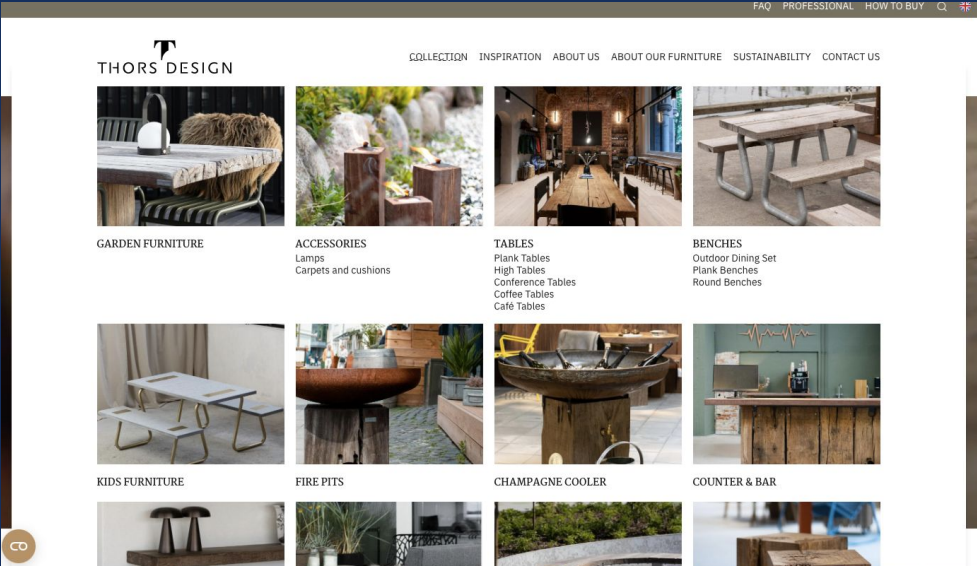 FAQ PROFESSIONAL HOW TO BUY
THORS DESIGN
COLLECTION INSPIRATION ABOUT US ABOUT OUR FURNITURE SUSTAINABILITY CONTACT US
GARDEN FURNITURE
ACCESSORIES
Lamps
Carpets and cushions
TABLES
Plank Tables
High Tables
Conference Tables
Coffee Tables
Café Tables
BENCHES
Outdoor Dining Set
Plank Benches
Round Benches
KIDS FURNITURE
FIRE PITS
CHAMPAGNE COOLER
COUNTER & BAR